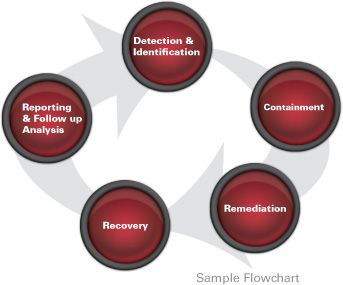 Detection &
Identification
Containment
Remediation
Recovery
Reporting
& Follow up
Analysis
Sample Flowchart